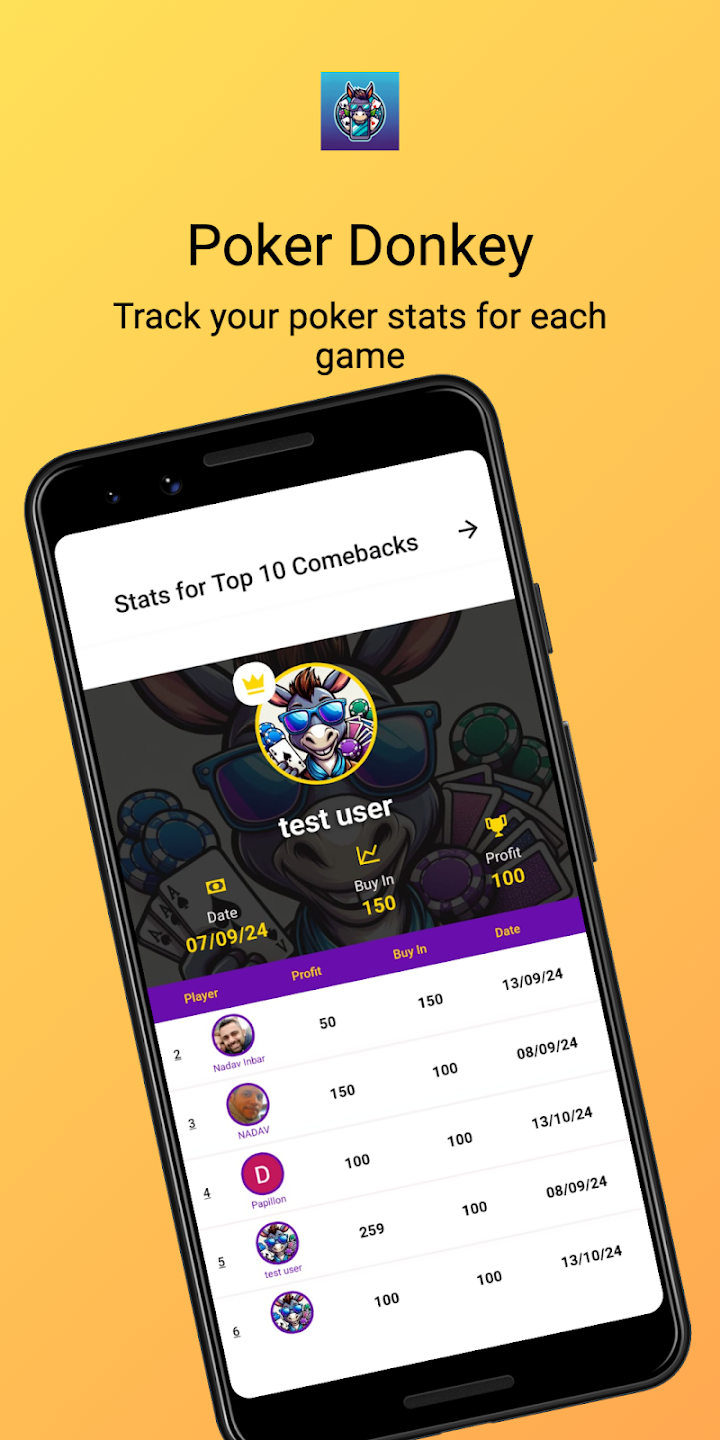 Poker Donkey
Track your poker stats for each
game
Stats for Top 10 Comebacks
test user
Date
07/09/24
Buy In
150
Profit
100
Player Profit Buy In Date
2 Nadav Inbar 50 150 13/09/24
3 NADAV 150 100 08/09/24
4 D Papillon 100 100 13/10/24
5 test user 259 100 08/09/24
6 100 100 13/10/24